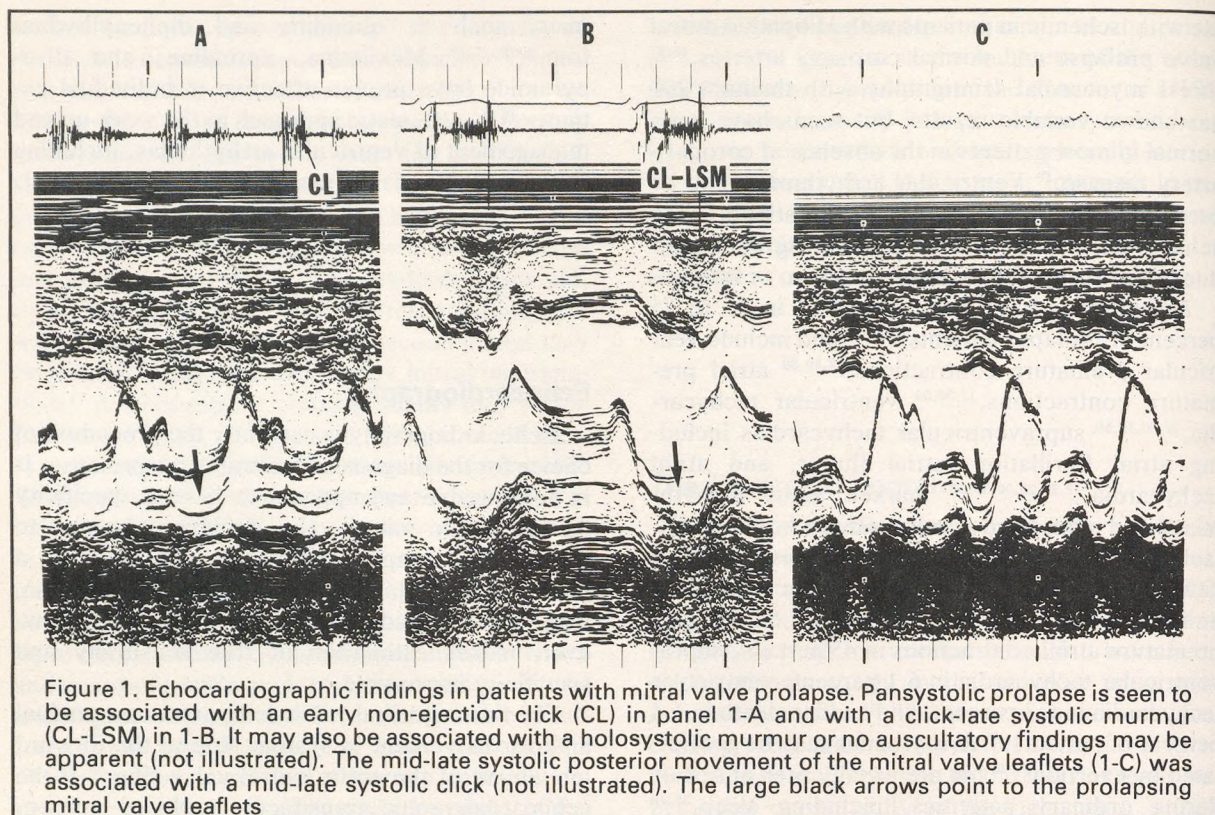 A B C
CL
CL-LSM
Figure 1. Echocardiographic findings in patients with mitral valve prolapse. Pansystolic prolapse is seen to
be associated with an early non-ejection click (CL) in panel 1-A and with a click-late systolic murmur
(CL-LSM) in 1-B. It may also be associated with a holosystolic murmur or no auscultatory findings may be
apparent (not illustrated). The mid-late systolic posterior movement of the mitral valve leaflets (1-C) was
associated with a mid-late systolic click (not illustrated). The large black arrows point to the prolapsing
mitral valve leaflets